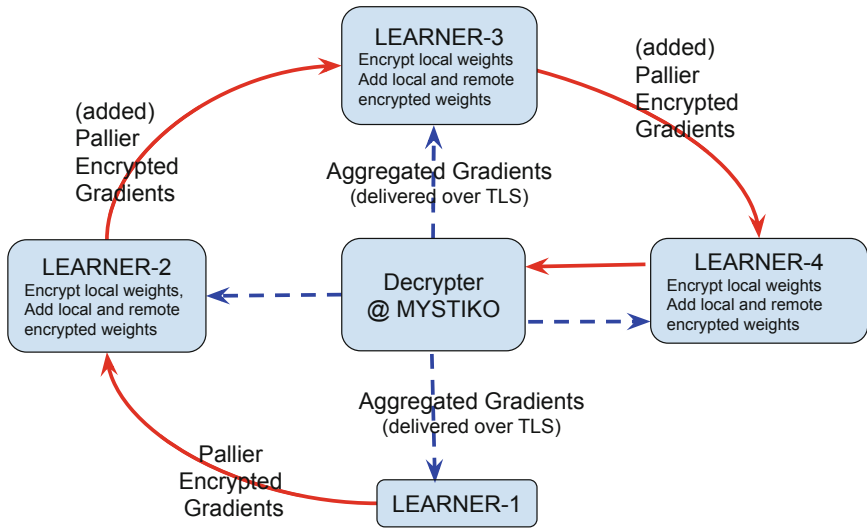 LEARNER-3
Encrypt local weights
Add local and remote
encrypted weights
(added)
Pallier
Encrypted
Gradients
(added)
Pallier
Encrypted
Gradients
Aggregated Gradients
(delivered over TLS)
LEARNER-2
Encrypt local weights,
Add local and remote
encrypted weights
Decrypter
@ MYSTIKO
LEARNER-4
Encrypt local weights
Add local and remote
encrypted weights
Aggregated Gradients
(delivered over TLS)
Pallier
Encrypted
Gradients
LEARNER-1